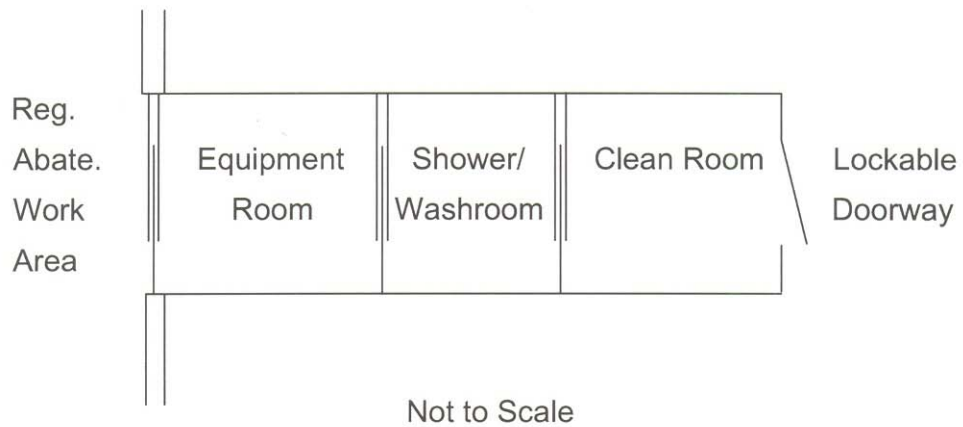 Reg.
Abate.
Work
Area
Equipment
Room
Shower/
Washroom
Clean Room
Lockable
Doorway
Not to Scale